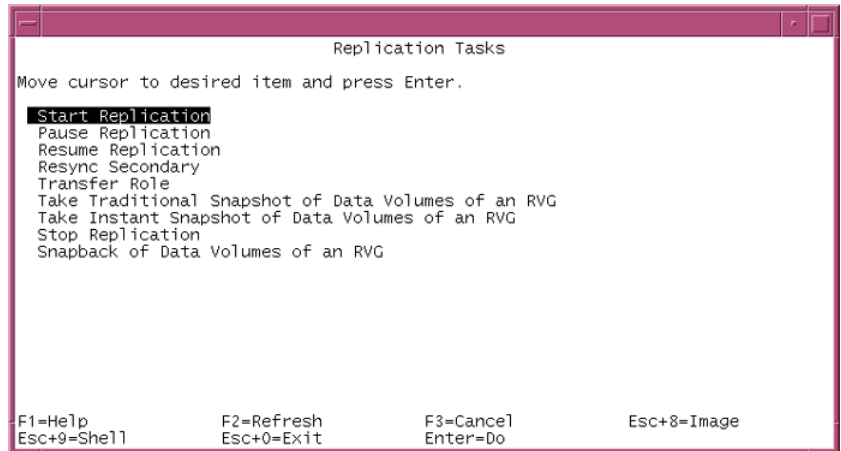 Replication Tasks
Move cursor to desired item and press Enter.
Start Replication
Pause Replication
Resume Replication
Resync Secondary
Transfer Role
Take Traditional Snapshot of Data Volumes of an RVG
Take Instant Snapshot of Data Volumes of an RVG
Stop Replication
Snapback of Data Volumes of an RVG
F1=Help F2=Refresh F3=Cancel Esc+8=Image
Esc+9=Shell Esc+0=Exit Enter=Do